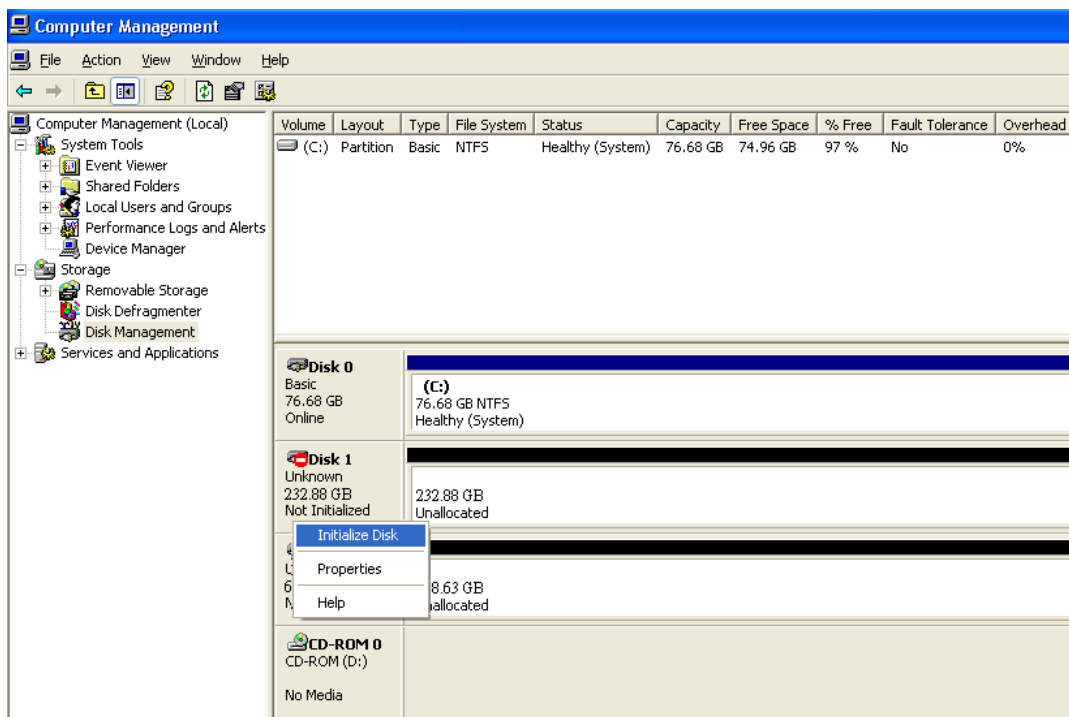 Computer Management
File Action View Window Help
Computer Management (Local)
System Tools
Event Viewer
Shared Folders
Local Users and Groups
Performance Logs and Alerts
Device Manager
Storage
Removable Storage
Disk Defragmenter
Disk Management
Services and Applications
Volume Layout Type File System Status Capacity Free Space % Free Fault Tolerance Overhead
(C:) Partition Basic NTFS Healthy (System) 76.68 GB 74.96 GB 97 % No 0%
Disk 0
Basic
76.68 GB
Online
(C:)
76.68 GB NTFS
Healthy (System)
Disk 1
Unknown
232.88 GB
Not Initialized
232.88 GB
Unallocated
Initialize Disk
Properties
Help
8.63 GB
allocated
CD-ROM 0
CD-ROM (D:)
No Media